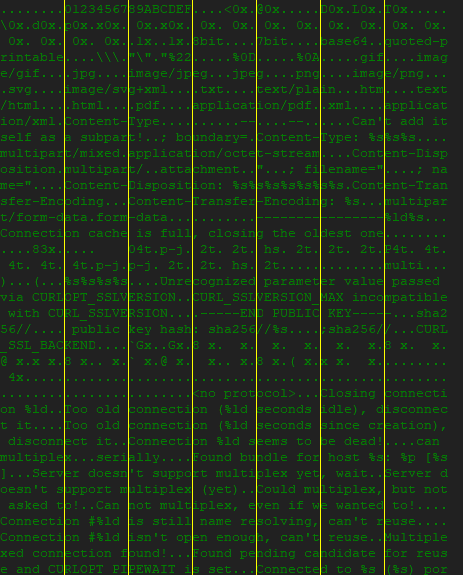 ........0123456789ABCDEF....<0x.@0x.....D0x.L0x.T0x.....
\0x.d0x.p0x.x0x. 0x. 0x. 0x. 0x. 0x. 0x. 0x. 0x. 0x. 0x.
 0x. 0x. 0x. 0x..lx..lx.8bit....7bit....base64..quoted-p
rintable....\\\."\"."%22....%0D....%0A.....gif....imag
e/gif...jpg....image/jpeg...jpeg....png....image/png...
.svg....image/svg+xml...txt....text/plain..htm....text
/html...html....pdf....application/pdf..xml....applicat
ion/xml.Content-Type..........--....--......Can't add it
self as a subpart!..; boundary=.Content-Type: %s%s%s....
multipart/mixed.application/octet-stream....Content-Disp
osition.multipart/..attachment.."...; filename="....; na
me="....Content-Disposition: %s%s%s%s%s%s%s.Content-Tran
sfer-Encoding...Content-Transfer-Encoding: %s...multipar
t/form-data.form-data...........----------------%ld%s...
Connection cache is full, closing the oldest one........
....83x.....04t.p-j. 2t. 2t. hs. 2t. 2t. 2t.P4t. 4t.
 4t. 4t. 4t.p-j.p-j. 2t. 2t. hs. 2t.............multi...
)...(...%s%s%s%s....Unrecognized parameter value passed
via CURLOPT_SSLVERSION..CURL_SSLVERSION_MAX incompatible
 with CURL_SSLVERSION....-----END PUBLIC KEY-----....sha2
56//.... public key hash: sha256//%s....;sha256//...CURL
_SSL_BACKEND....`Gx..Gx.8 x. x. x. x. x. x. 8 x.
@ x.x x.8 x.. x.` x.@ x. x. x.. x.8 x.( x x. x. ..
 4x.....................................................
........................<no protocol>...Closing connecti
on %ld..Too old connection (%ld seconds idle), disconnec
t it....Too old connection (%ld seconds since creation),
 disconnect it..Connection %ld seems to be dead!....can
multiplex...serially....Found bundle for host %s: %p [%s
]...Server doesn't support multiplex yet, wait..Server d
oesn't support multiplex (yet)..Could multiplex, but not
 asked to!..Can not multiplex, even if we wanted to!....
Connection #%ld is still name resolving, can't reuse....
Connection #%ld isn't open enough, can't reuse..Multiple
xed connection found!...Found pending candidate for reus
e and CURLOPT_PIPEWAIT is set...Connected to %s (%s) por